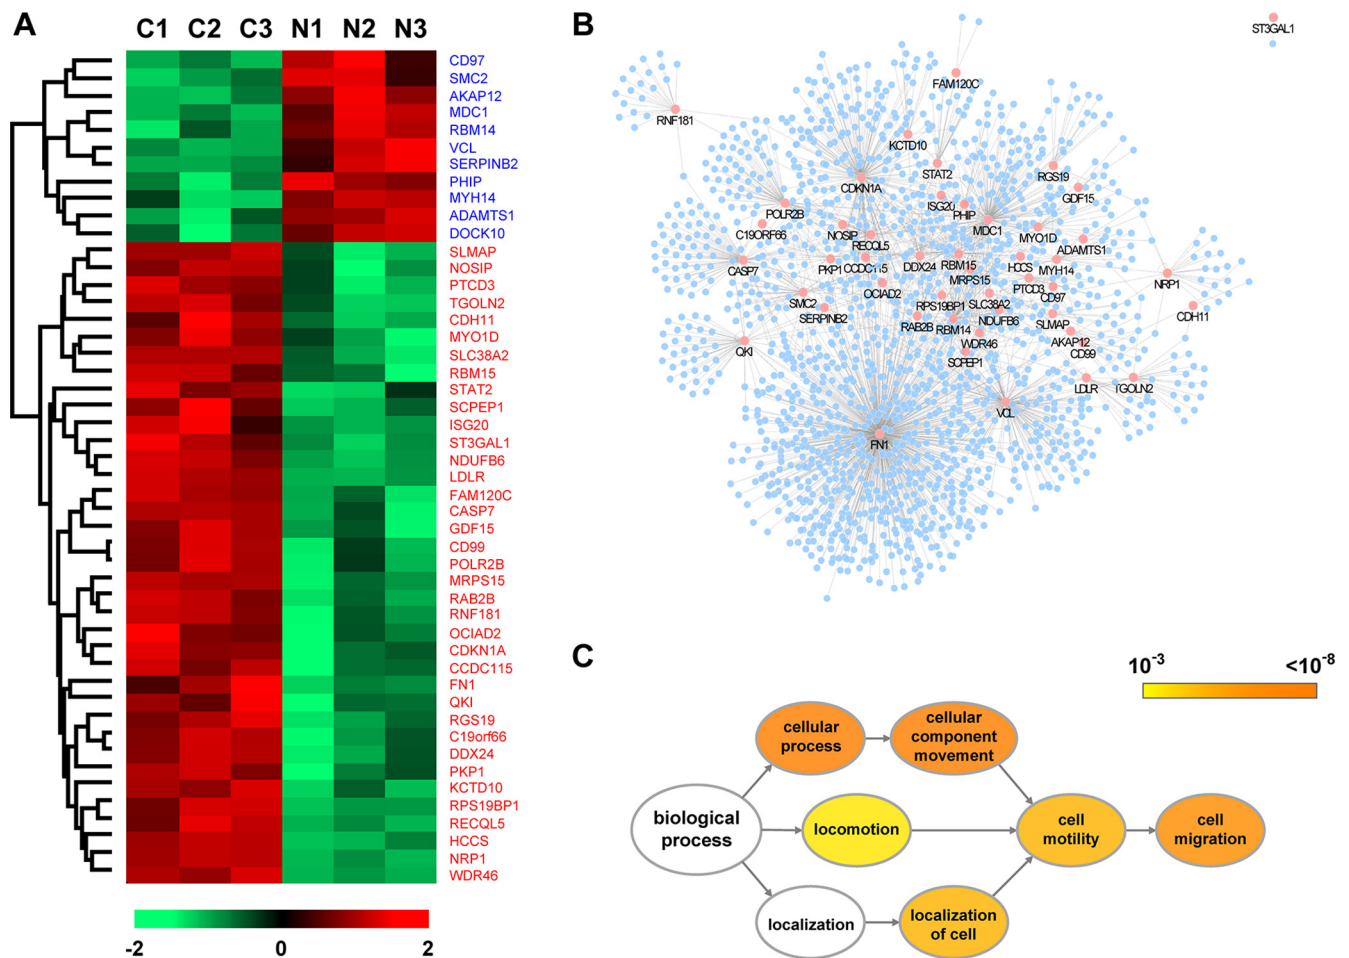 A
C1 C2 C3 N1 N2 N3
CD97
SMC2
AKAP12
MDC1
RBM14
VCL
SERPINB2
PHIP
MYH14
ADAMTS1
DOCK10
SLMAP
NOSIP
PTCD3
TGOLN2
CDH11
MYO1D
SLC38A2
RBM15
STAT2
SCPEP1
ISG20
ST3GAL1
NDUFB6
LDLR
FAM120C
CASP7
GDF15
CD99
POLR2B
MRPS15
RAB2B
RNF181
OCIAD2
CDKN1A
CCDC115
FN1
QKI
RGS19
C19orf66
DDX24
PKP1
KCTD10
RPS19BP1
RECQL5
HCCS
NRP1
WDR46
-2 0 2
B
ST3GAL1
FAM120C
RNF181
KCTD10
STAT2
RGS19
CDKN1A
GDF15
ISG20
PHIP
POLR2B
MDC1
C19ORF66
NOSIP
MYO1D
RECQL5
ADAMTS1
CASP7
PKP1
CCDC115
DDX24
RBM15
HCCS
MYH14
MRPS15
NRP1
OCIAD2
PTCD3
CD97
SMC2
SERPINB2
RPS19BP1
SLC38A2
CDH11
RAB2B
RBM14
NDUFB6
SLMAP
WDR46
AKAP12
CD99
QKI
SCPEP1
LDLR
TGOLN2
VCL
FN1
C
10-3 <10-8
cellular
process
cellular
component
movement
biological
process
locomotion
cell
motility
cell
migration
localization
localization
of cell